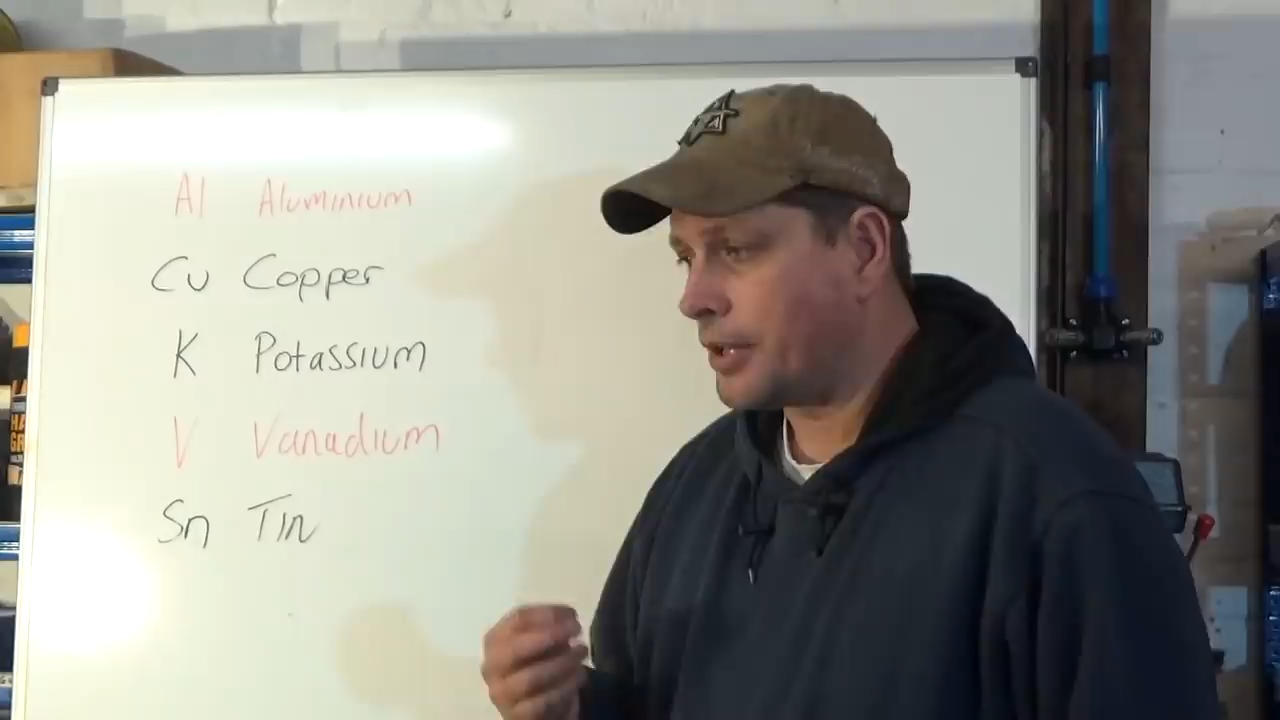 Al Aluminium
Cu Copper
K Potassium
V Vanadium
Sn Tin